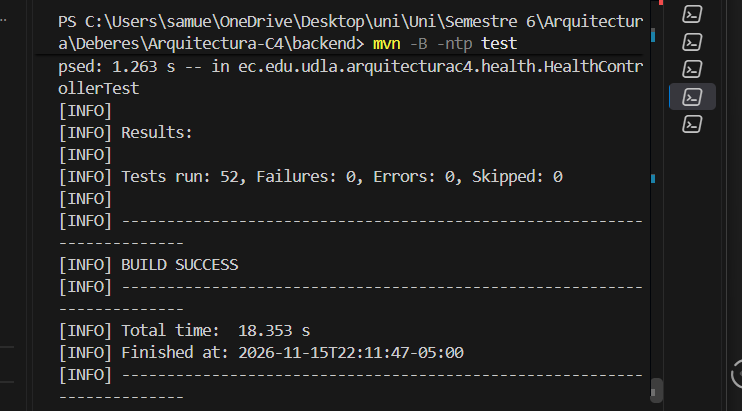 PS C:\Users\samue\OneDrive\Desktop\uni\Uni\Semestre 6\Arquitectur
a\Deberes\Arquitectura-C4\backend> mvn -B -ntp test
psed: 1.263 s -- in ec.edu.udla.arquitecturac4.health.HealthContr
ollerTest
[INFO]
[INFO] Results:
[INFO]
[INFO] Tests run: 52, Failures: 0, Errors: 0, Skipped: 0
[INFO]
[INFO] ----------------------------------------------------------
--------------
[INFO] BUILD SUCCESS
[INFO] ----------------------------------------------------------
--------------
[INFO] Total time:  18.353 s
[INFO] Finished at: 2026-11-15T22:11:47-05:00
[INFO] ----------------------------------------------------------
--------------